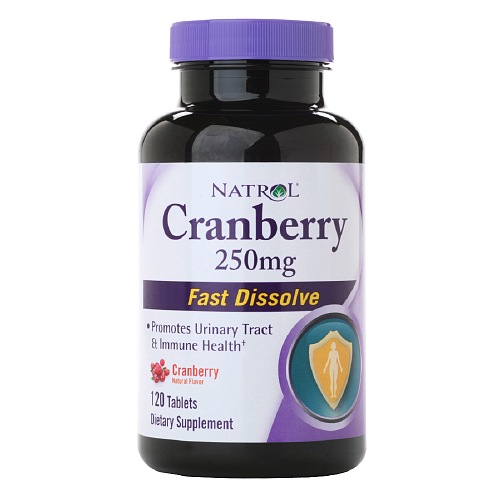 NATROL
Cranberry
250mg
Fast Dissolve
• Promotes Urinary Tract
& Immune Health†
Cranberry
Natural Flavor
120 Tablets
Dietary Supplement